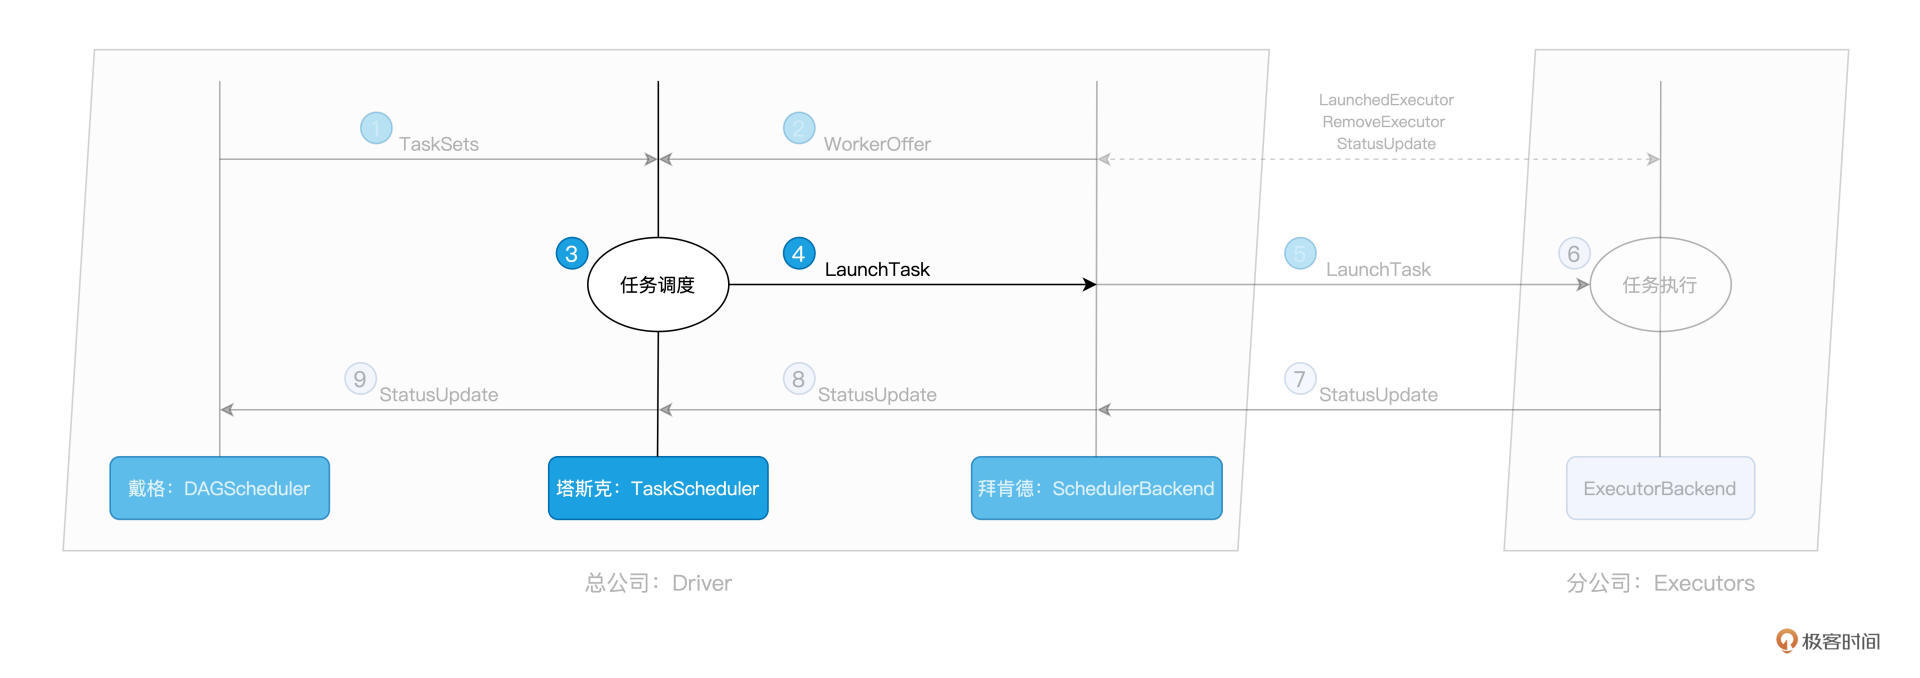 LaunchedExecutor
RemoveExecutor
StatusUpdate
1 TaskSets
2 WorkerOffer
3 任务调度
4 LaunchTask
5 LaunchTask
6 任务执行
9 StatusUpdate
8 StatusUpdate
7 StatusUpdate
戴格：DAGScheduler
塔斯克：TaskScheduler
拜肯德：SchedulerBackend
ExecutorBackend
总公司：Driver
分公司：Executors
极客时间